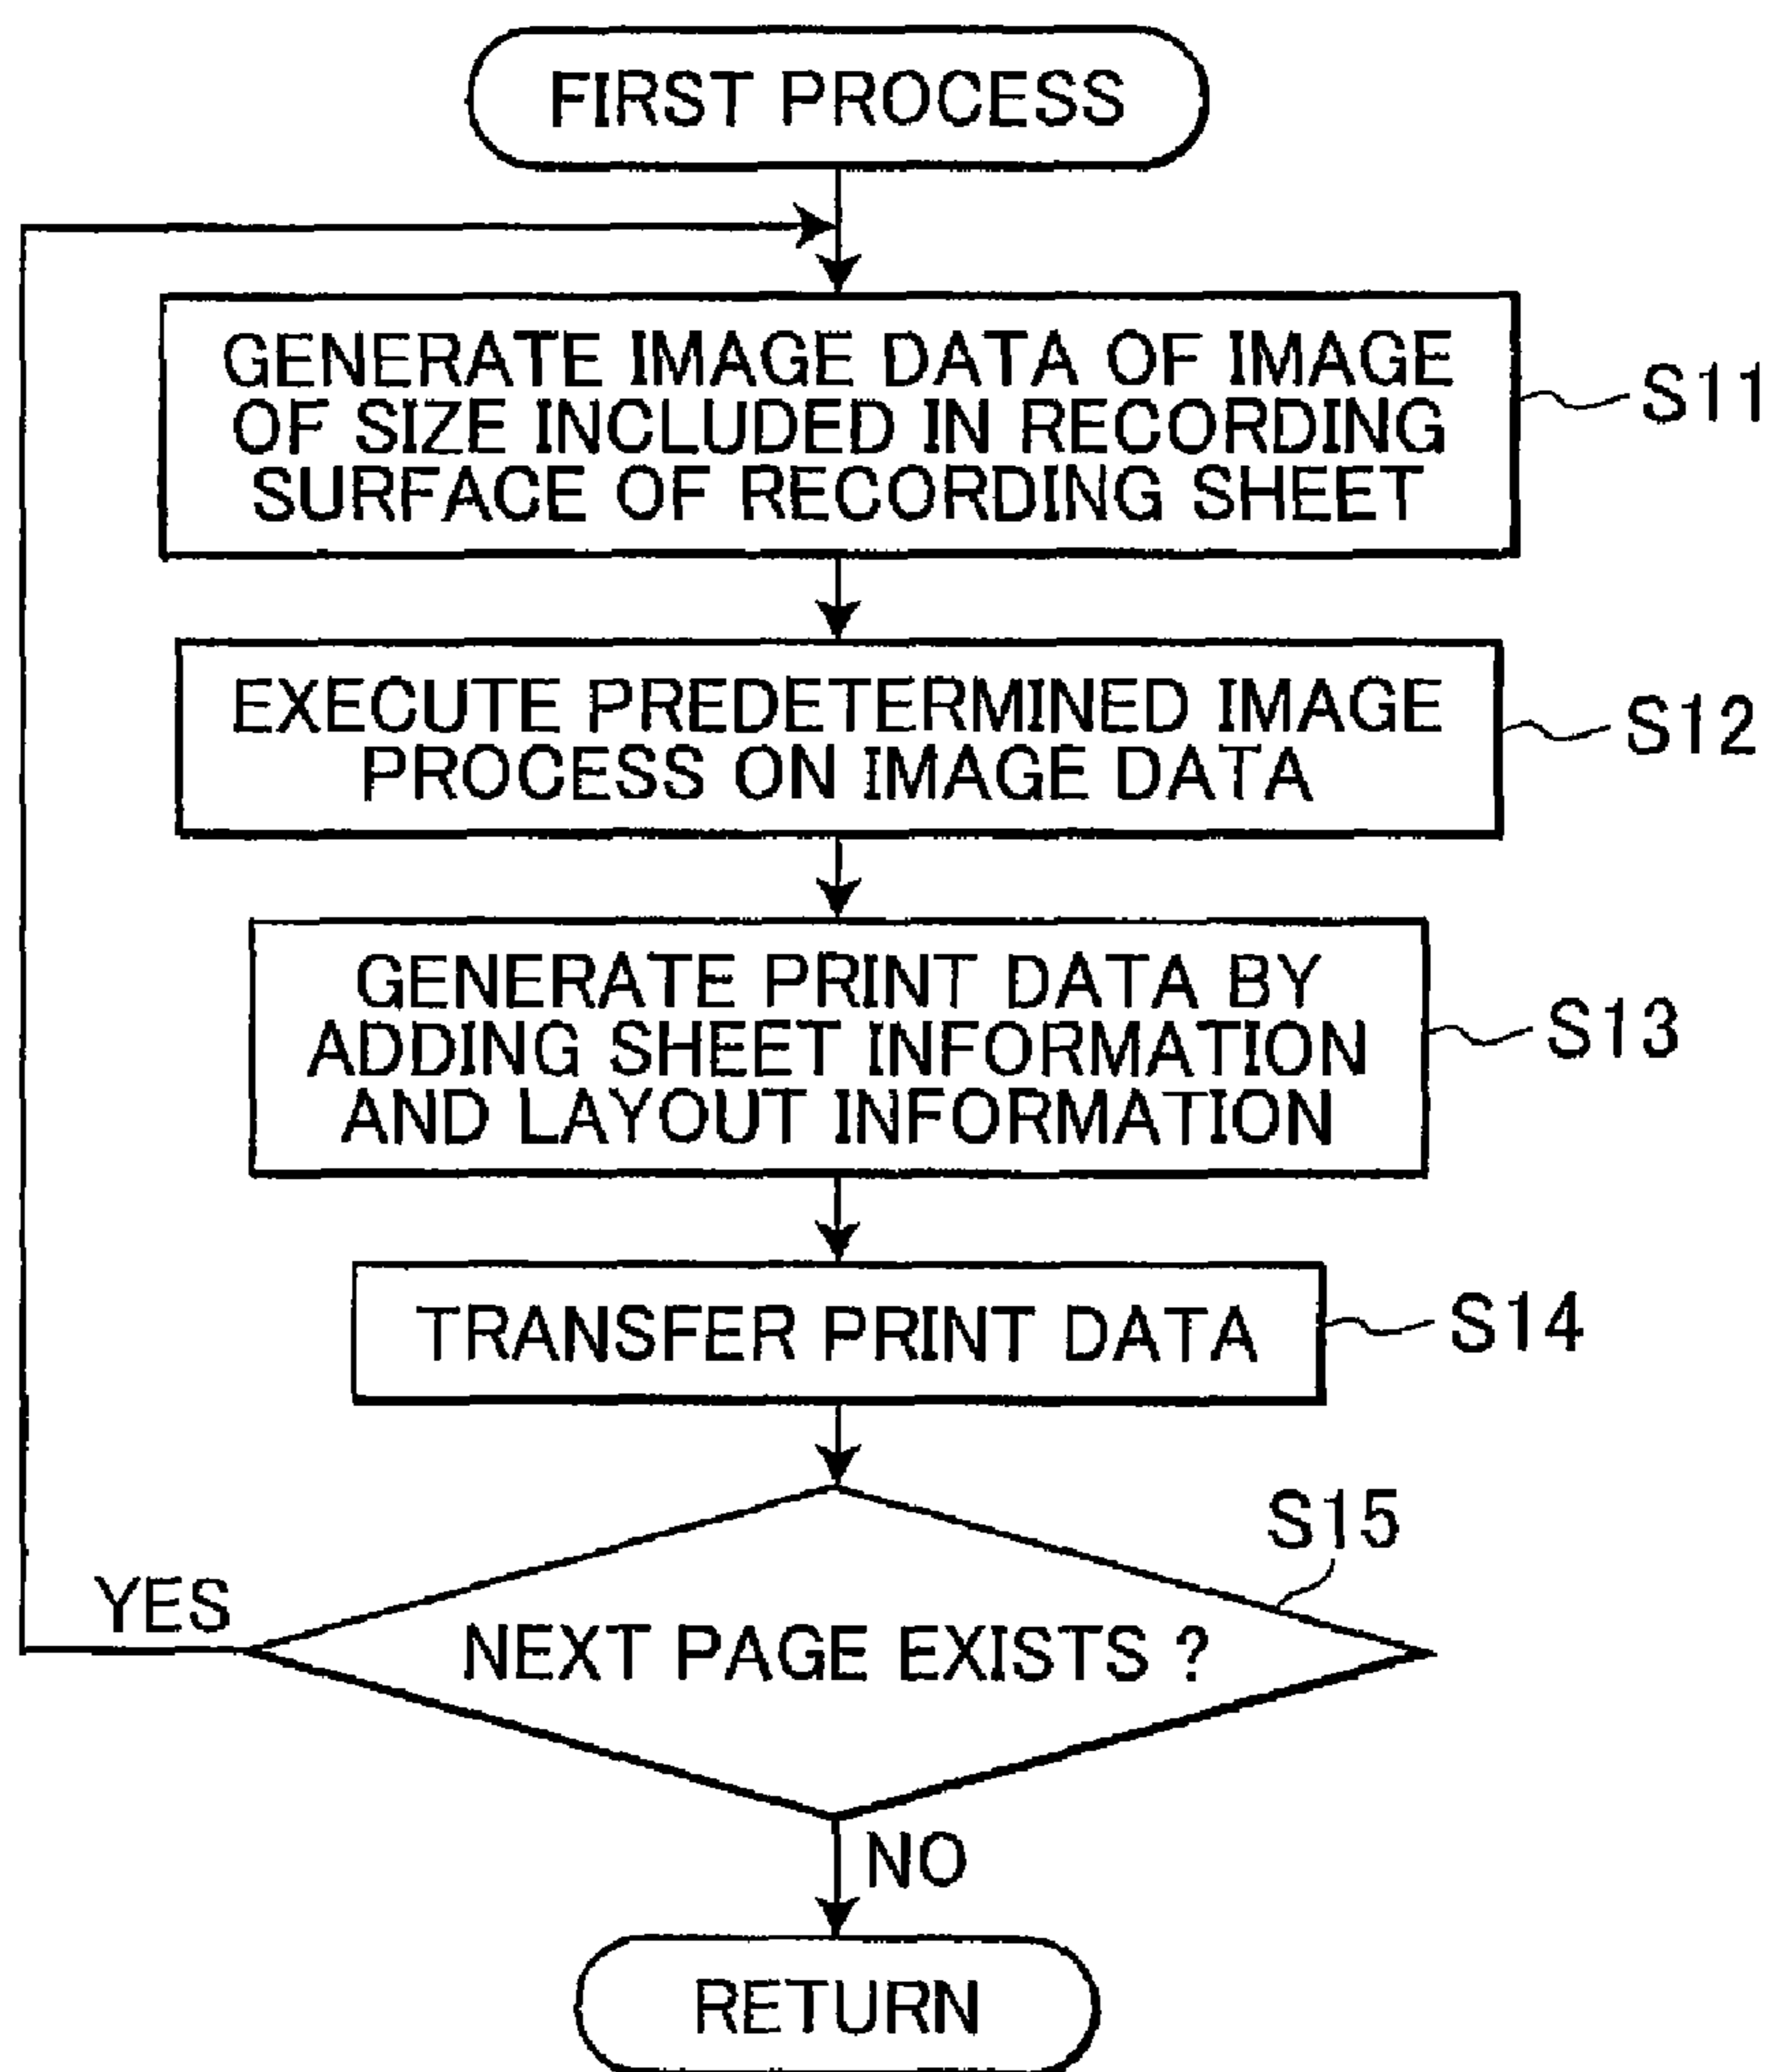 FIRST PROCESS
GENERATE IMAGE DATA OF IMAGE
OF SIZE INCLUDED IN RECORDING
SURFACE OF RECORDING SHEET
S11
EXECUTE PREDETERMINED IMAGE
PROCESS ON IMAGE DATA
S12
GENERATE PRINT DATA BY
ADDING SHEET INFORMATION
AND LAYOUT INFORMATION
S13
TRANSFER PRINT DATA
S14
S15
YES
NEXT PAGE EXISTS ?
NO
RETURN